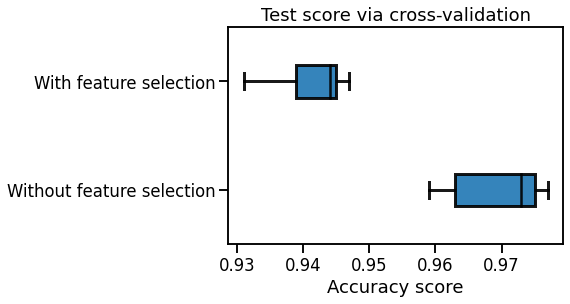 Test score via cross-validation
With feature selection
Without feature selection
0.93 0.94 0.95 0.96 0.97
Accuracy score